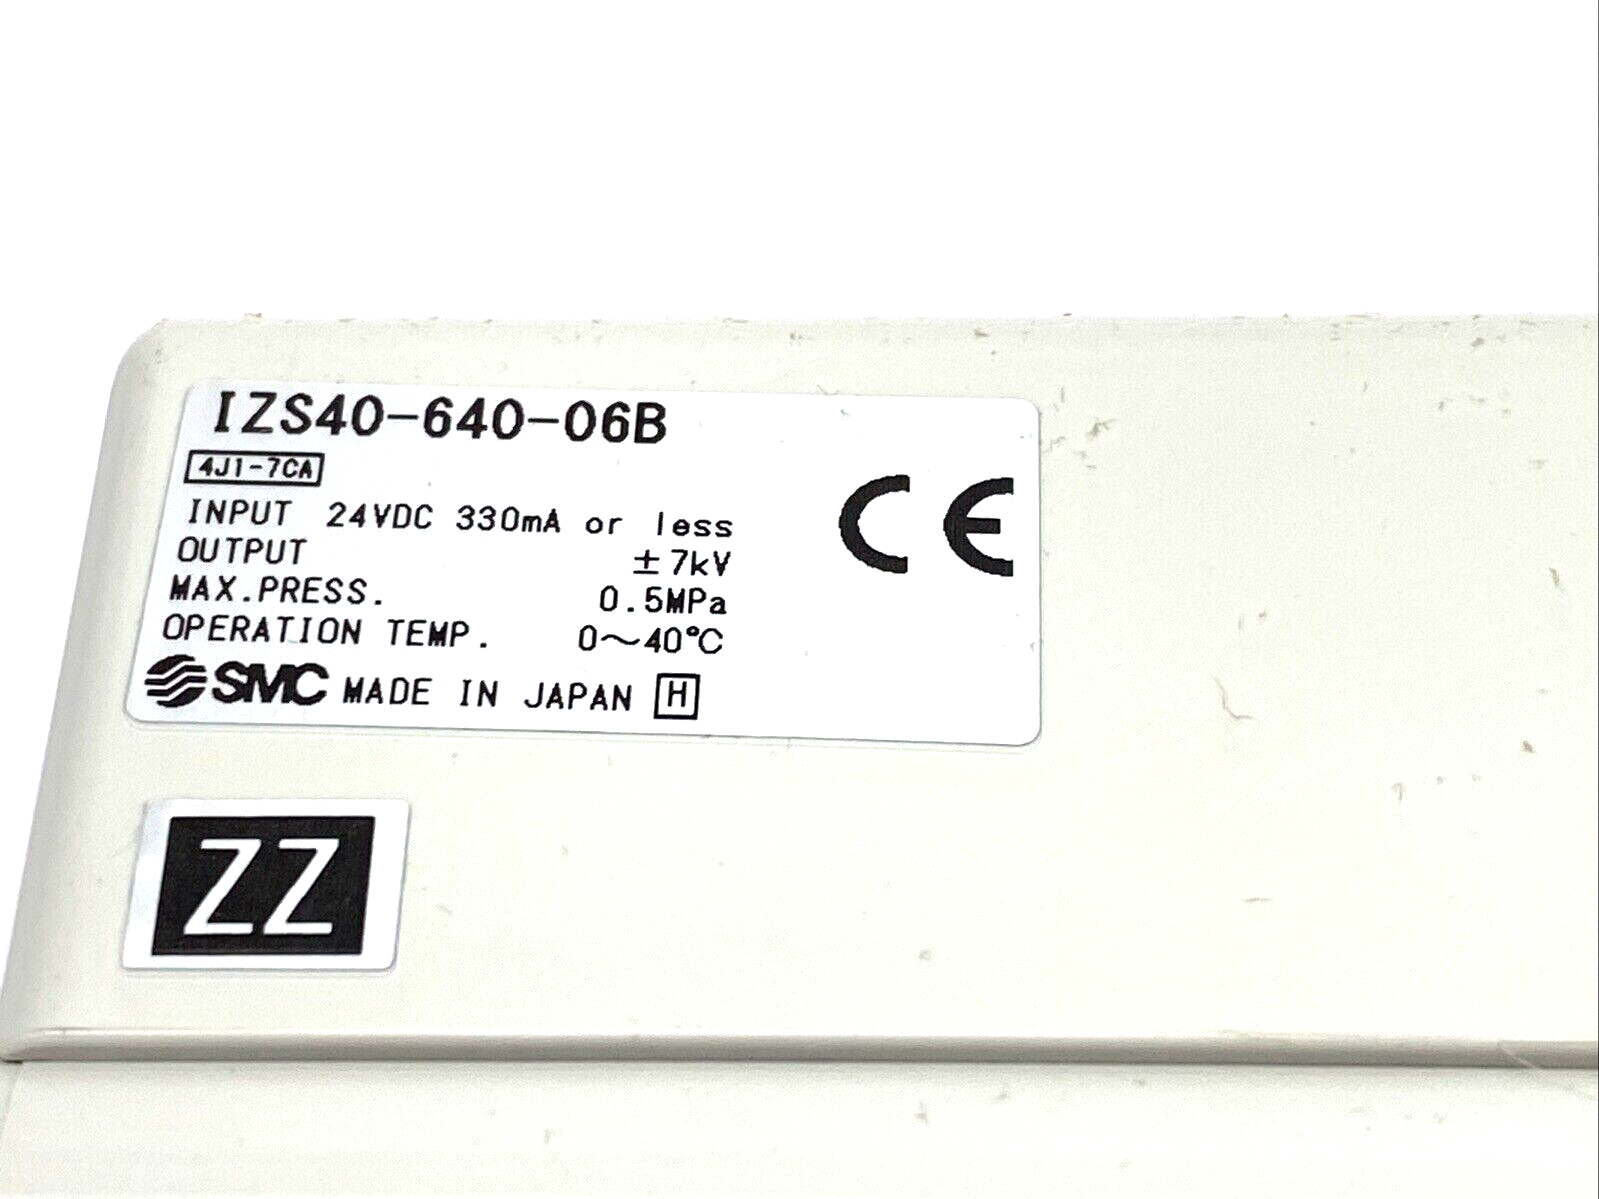 IZS40-640-06B
4J1-7CA
INPUT 24VDC 330mA or less
OUTPUT ±7kV
MAX.PRESS. 0.5MPa
OPERATION TEMP. 0～40℃
SMC MADE IN JAPAN H
CE
ZZ